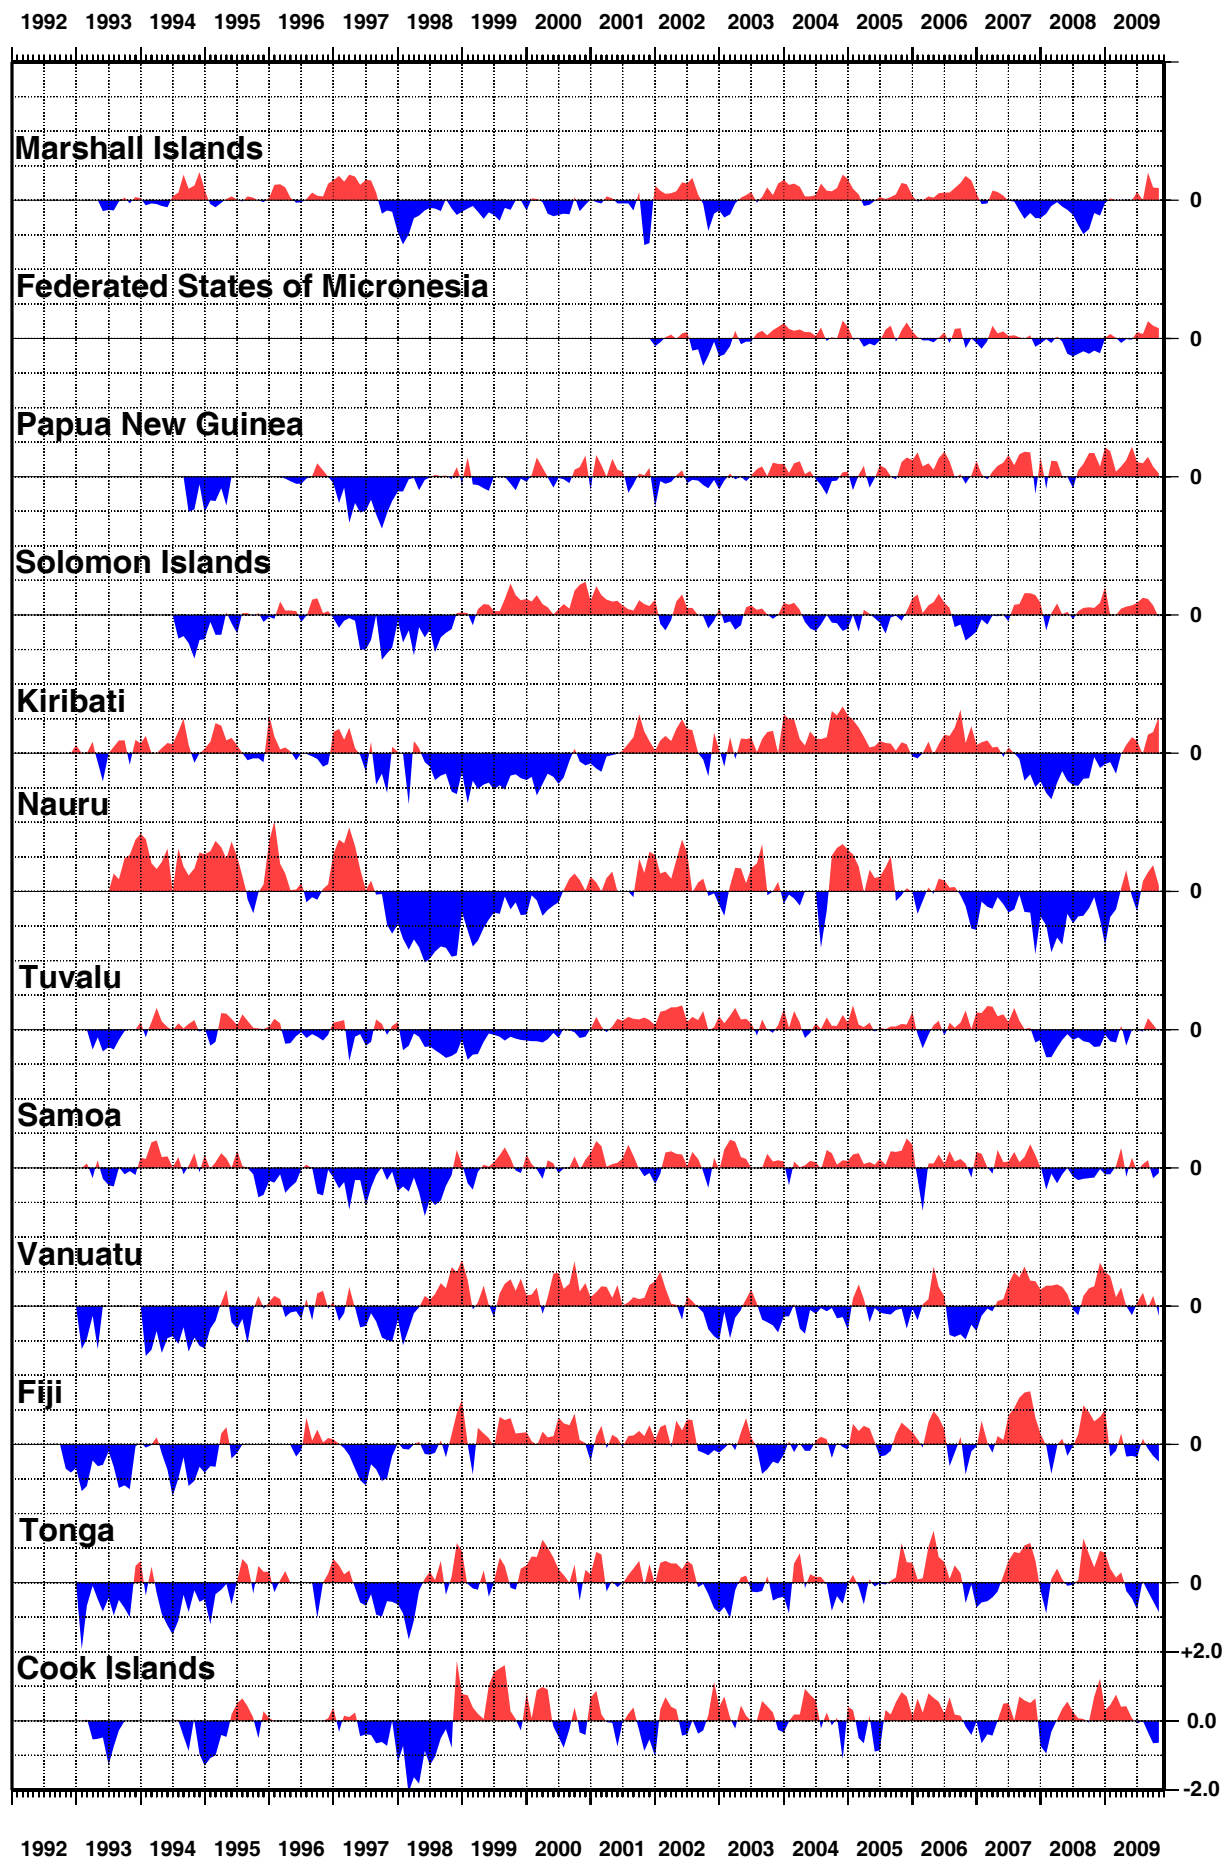 1992 1993 1994 1995 1996 1997 1998 1999 2000 2001 2002 2003 2004 2005 2006 2007 2008 2009
Marshall Islands
0
Federated States of Micronesia
0
Papua New Guinea
0
Solomon Islands
0
Kiribati
0
Nauru
0
Tuvalu
0
Samoa
0
Vanuatu
0
Fiji
0
Tonga
0
+2.0
Cook Islands
0.0
-2.0
1992 1993 1994 1995 1996 1997 1998 1999 2000 2001 2002 2003 2004 2005 2006 2007 2008 2009